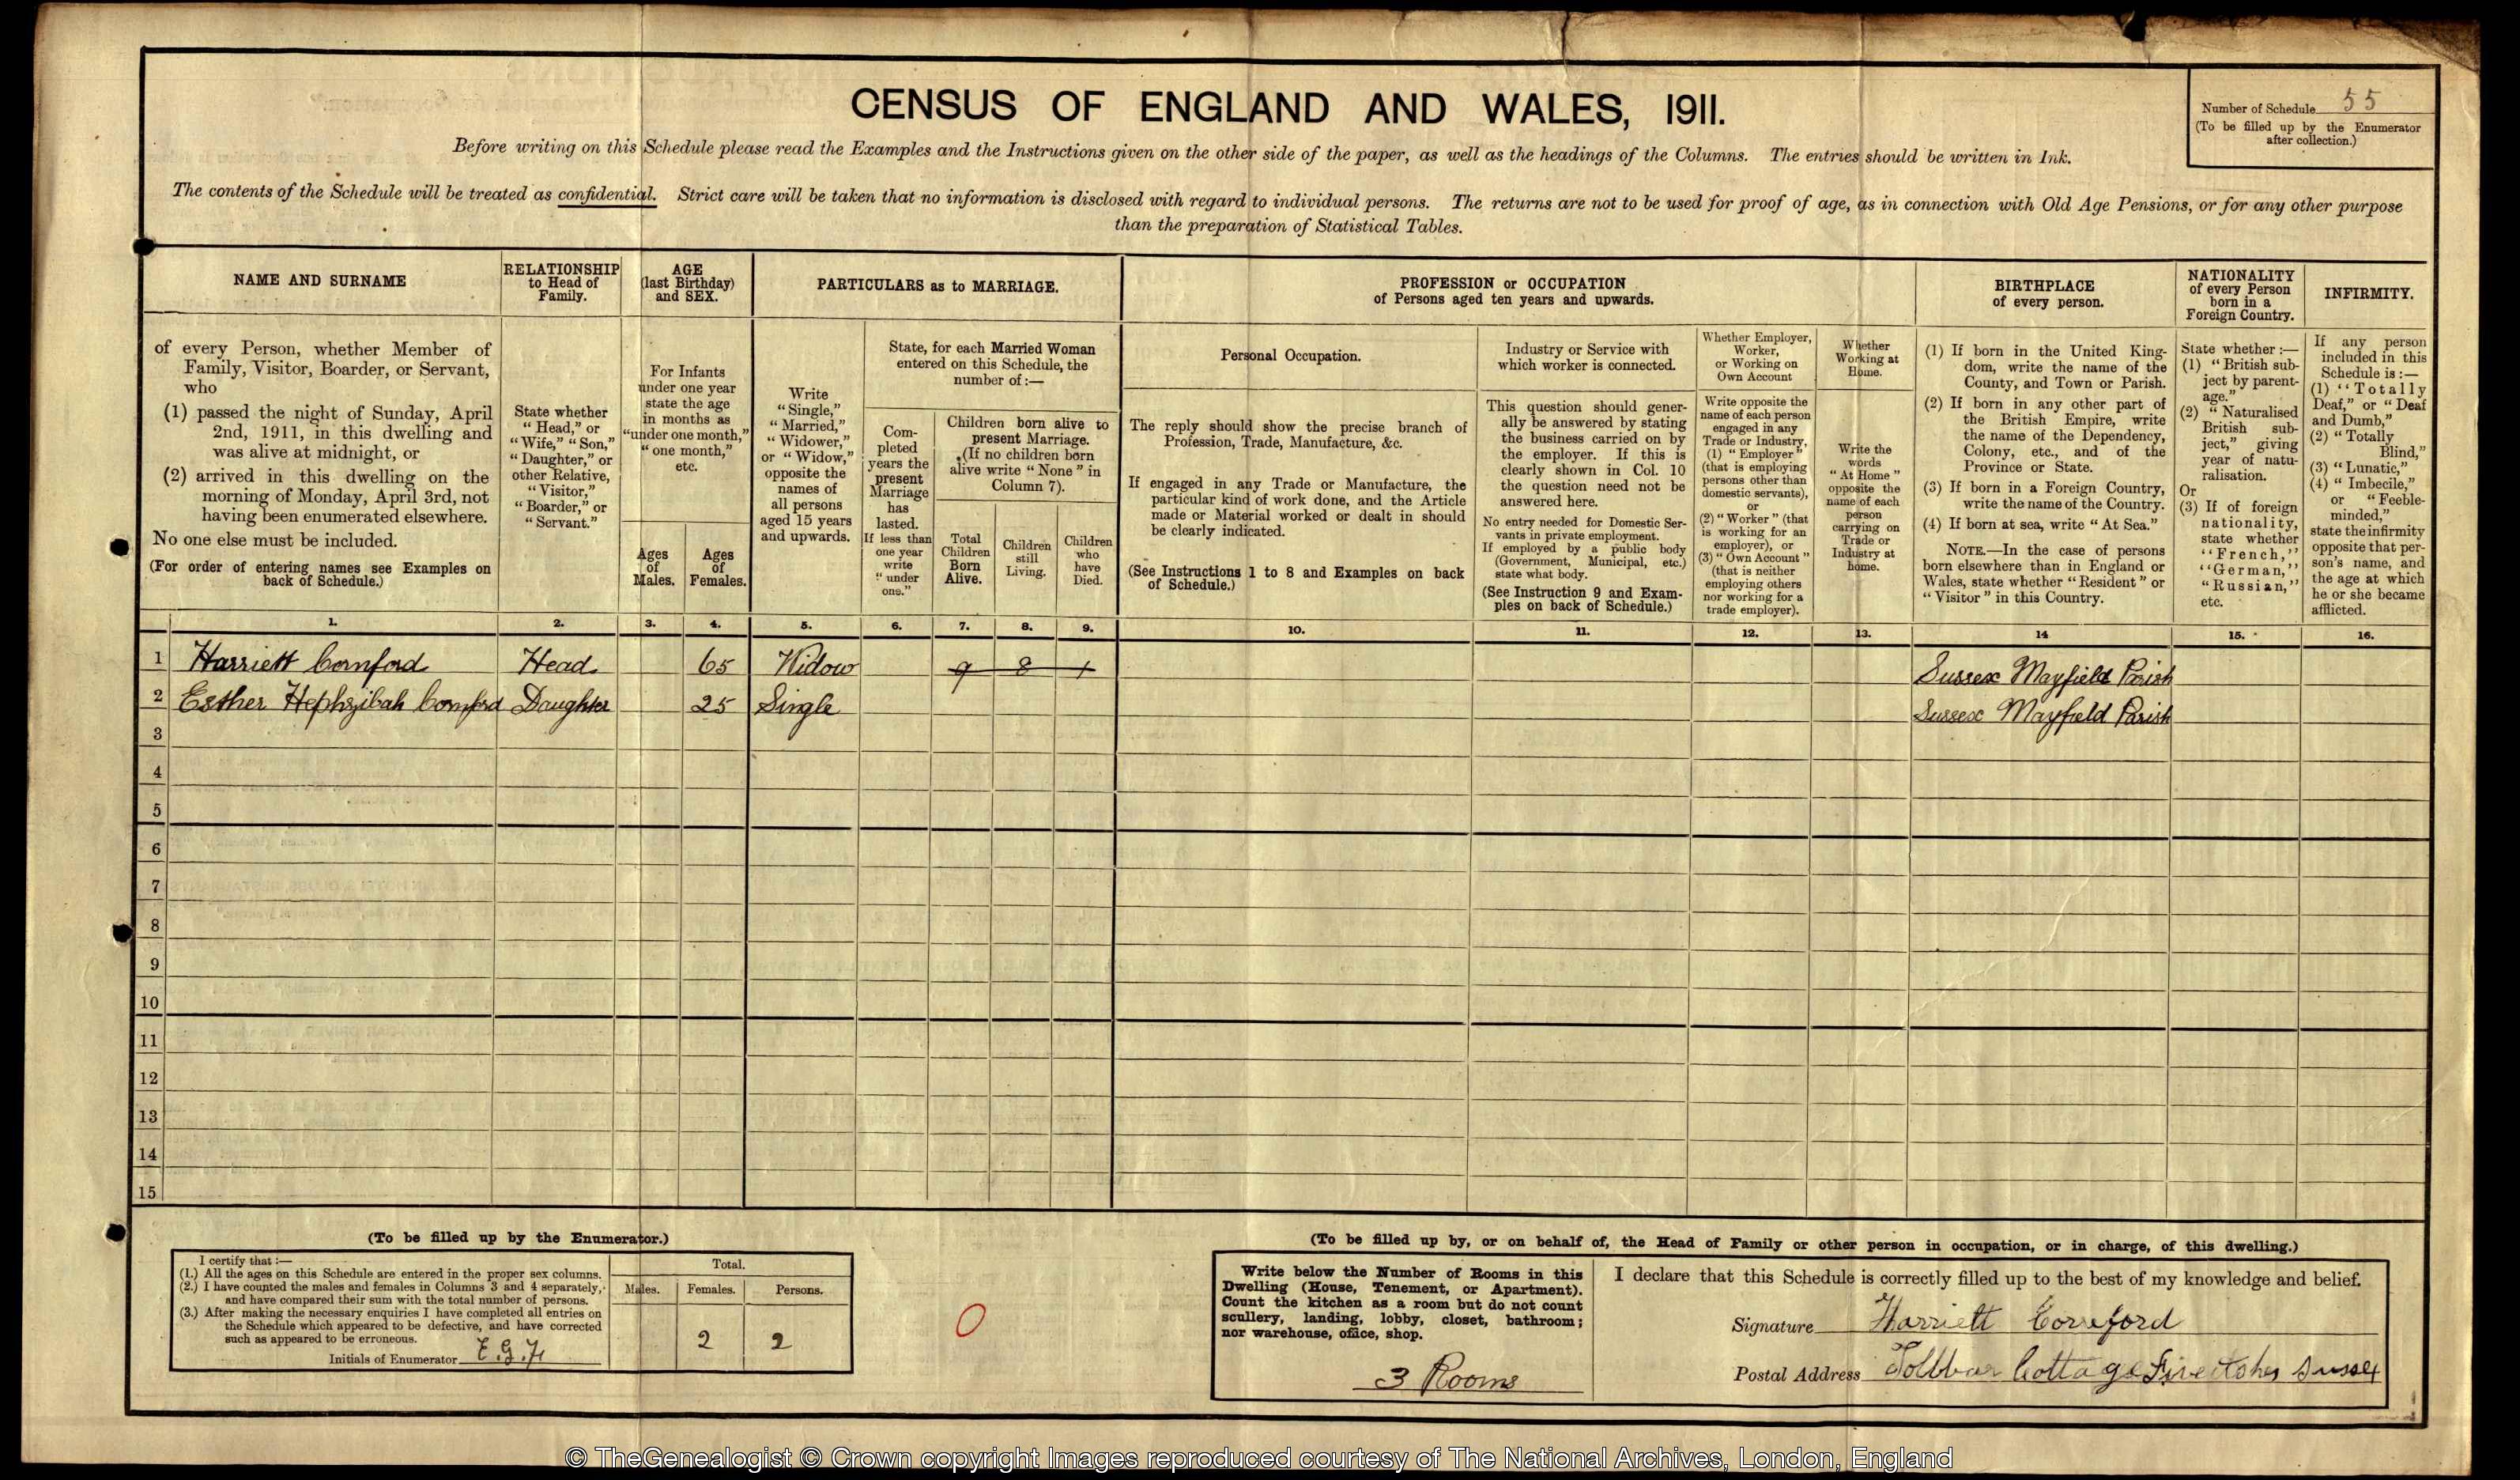 CENSUS OF ENGLAND AND WALES, 1911.
Number of Schedule 55
(To be filled up by the Enumerator
after collection.)
Before writing on this Schedule please read the Examples and the Instructions given on the other side of the paper, as well as the headings of the Columns. The entries should be written in Ink.
The contents of the Schedule will be treated as confidential. Strict care will be taken that no information is disclosed with regard to individual persons. The returns are not to be used for proof of age, as in connection with Old Age Pensions, or for any other purpose
than the preparation of Statistical Tables.
NAME AND SURNAME
of every Person, whether Member of
Family, Visitor, Boarder, or Servant,
who
(1) passed the night of Sunday, April
2nd, 1911, in this dwelling and
was alive at midnight, or
(2) arrived in this dwelling on the
morning of Monday, April 3rd, not
having been enumerated elsewhere.
No one else must be included.
(For order of entering names see Examples on
back of Schedule.)
RELATIONSHIP
to Head of
Family.
State whether
"Head," or
"Wife," "Son,"
"Daughter," or
other Relative,
"Visitor,"
"Boarder," or
"Servant."
AGE
(last Birthday)
and SEX.
For Infants
under one year
state the age
in months as
"under one month,"
"one month,"
etc.
Ages
of
Males.
Ages
of
Females.
PARTICULARS as to MARRIAGE.
Write
"Single,"
"Married,"
"Widower,"
or "Widow,"
opposite the
names of
all persons
aged 15 years
and upwards.
State, for each Married Woman
entered on this Schedule, the
number of:—
Com-
pleted
years the
present
Marriage
has
lasted.
If less than
one year
write
"under
one."
Children born alive to
present Marriage.
(If no children born
alive write "None" in
Column 7).
Total
Children
Born
Alive.
Children
still
Living.
Children
who
have
Died.
PROFESSION or OCCUPATION
of Persons aged ten years and upwards.
Personal Occupation.
The reply should show the precise branch of
Profession, Trade, Manufacture, &c.
If engaged in any Trade or Manufacture, the
particular kind of work done, and the Article
made or Material worked or dealt in should
be clearly indicated.
(See Instructions 1 to 8 and Examples on back
of Schedule.)
Industry or Service with
which worker is connected.
This question should gener-
ally be answered by stating
the business carried on by
the employer. If this is
clearly shown in Col. 10
the question need not be
answered here.
No entry needed for Domestic Ser-
vants in private employment.
If employed by a public body
(Government, Municipal, etc.)
state what body.
(See Instruction 9 and Exam-
ples on back of Schedule.)
Whether Employer,
Worker,
or Working on
Own Account
Write opposite the
name of each person
engaged in any
Trade or Industry,
(1) "Employer"
(that is employing
persons other than
domestic servants),
or
(2) "Worker" (that
is working for an
employer), or
(3) "Own Account"
(that is neither
employing others
nor working for a
trade employer).
Whether
Working at
Home.
Write the
words
"At Home"
opposite the
name of each
person
carrying on
Trade or
Industry at
home.
BIRTHPLACE
of every person.
(1) If born in the United King-
dom, write the name of the
County, and Town or Parish.
(2) If born in any other part of
the British Empire, write
the name of the Dependency,
Colony, etc., and of the
Province or State.
(3) If born in a Foreign Country,
write the name of the Country.
(4) If born at sea, write "At Sea."
NOTE.—In the case of persons
born elsewhere than in England or
Wales, state whether "Resident" or
"Visitor" in this Country.
NATIONALITY
of every Person
born in a
Foreign Country.
State whether:—
(1) "British sub-
ject by parent-
age."
(2) "Naturalised
British sub-
ject," giving
year of natu-
ralisation.
Or
(3) If of foreign
nationality,
state whether
"French,"
"German,"
"Russian,"
etc.
INFIRMITY.
If any person
included in this
Schedule is:—
(1) "Totally
Deaf," or "Deaf
and Dumb,"
(2) "Totally
Blind,"
(3) "Lunatic,"
(4) "Imbecile,"
or "Feeble-
minded,"
state the infirmity
opposite that per-
son's name, and
the age at which
he or she became
afflicted.
1. 2. 3. 4. 5. 6. 7. 8. 9. 10. 11. 12. 13. 14 15. 16.
1 Harriett Cornford Head 65 Widow 9 8 1 Sussex Mayfield Parish
2 Esther Hephzibah Cornford Daughter 25 Single Sussex Mayfield Parish
3
4
5
6
7
8
9
10
11
12
13
14
15
(To be filled up by the Enumerator.)
I certify that:—
(1.) All the ages on this Schedule are entered in the proper sex columns.
(2.) I have counted the males and females in Columns 3 and 4 separately,
and have compared their sum with the total number of persons.
(3.) After making the necessary enquiries I have completed all entries on
the Schedule which appeared to be defective, and have corrected
such as appeared to be erroneous.
Initials of Enumerator
Total.
Males. Females. Persons.
2 2
O
(To be filled up by, or on behalf of, the Head of Family or other person in occupation, or in charge, of this dwelling.)
Write below the Number of Rooms in this
Dwelling (House, Tenement, or Apartment).
Count the kitchen as a room but do not count
scullery, landing, lobby, closet, bathroom;
nor warehouse, office, shop.
3 Rooms
I declare that this Schedule is correctly filled up to the best of my knowledge and belief.
Signature Harriett Cornford
Postal Address Tollbar Cottage Five Ashes Sussex
© TheGenealogist © Crown copyright Images reproduced courtesy of The National Archives, London, England